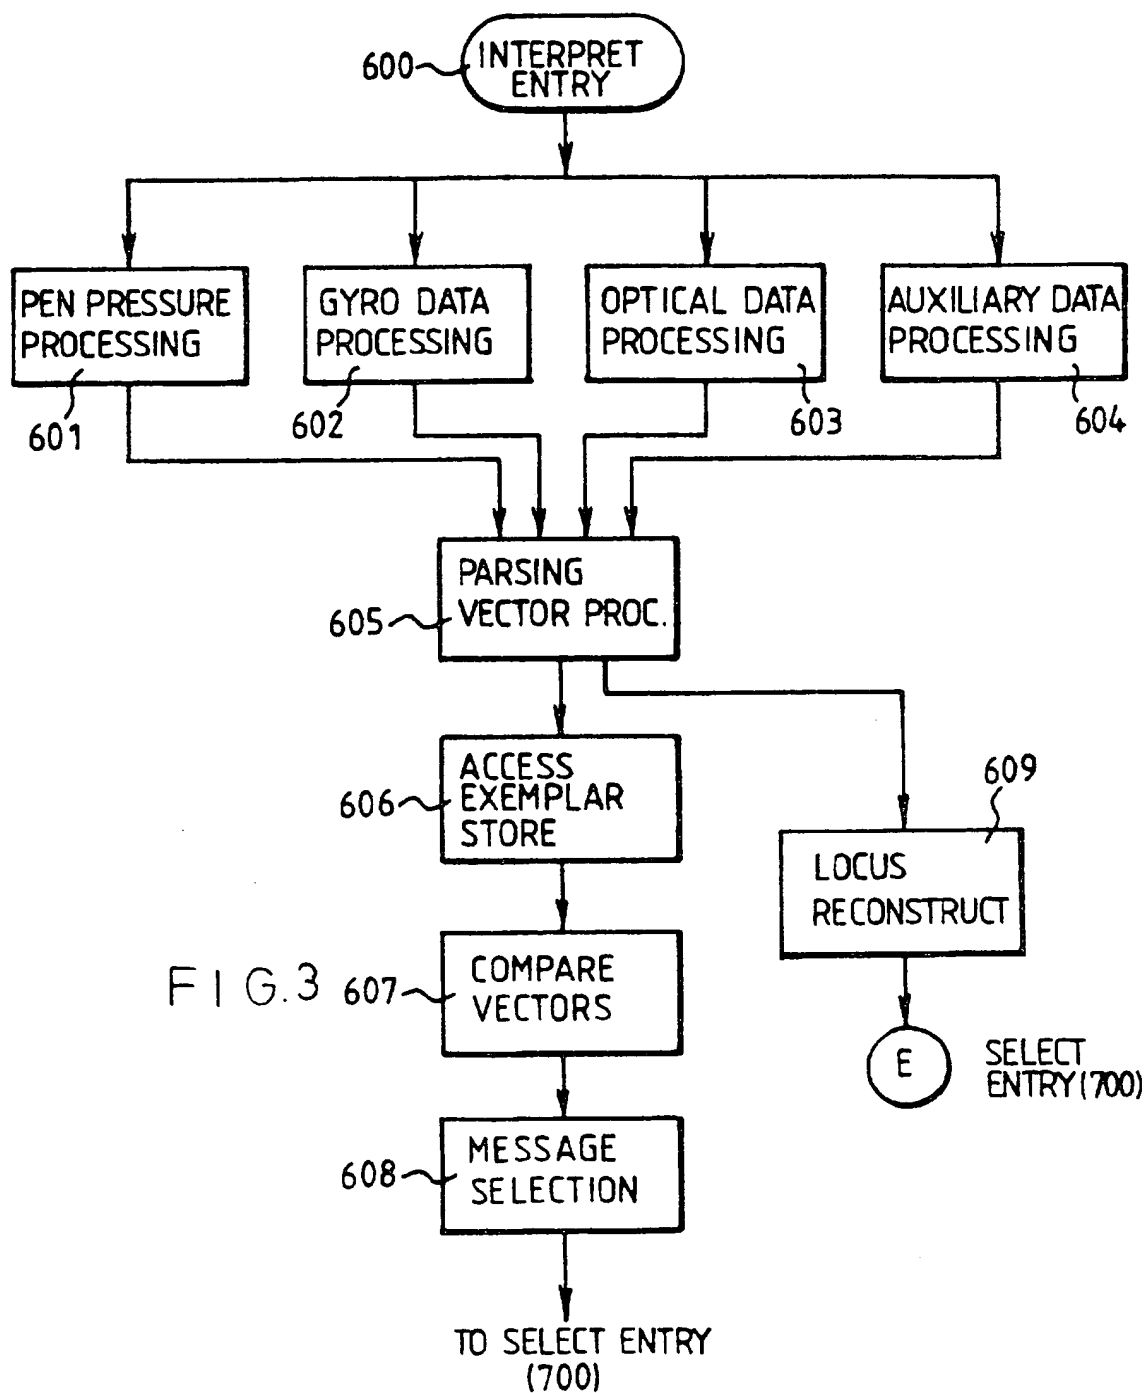 600
INTERPRET
ENTRY
PEN PRESSURE
PROCESSING
601
GYRO DATA
PROCESSING
602
OPTICAL DATA
PROCESSING
603
AUXILIARY DATA
PROCESSING
604
605
PARSING
VECTOR PROC.
606
ACCESS
EXEMPLAR
STORE
609
LOCUS
RECONSTRUCT
FIG.3
607
COMPARE
VECTORS
E
SELECT
ENTRY(700)
608
MESSAGE
SELECTION
TO SELECT ENTRY
(700)